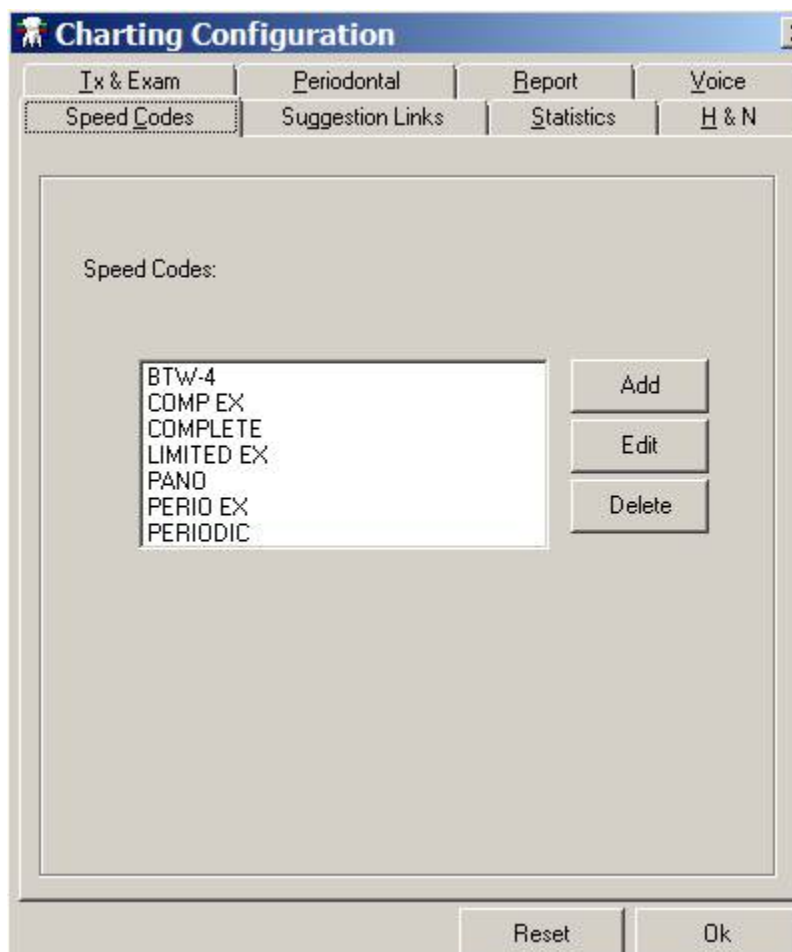 Charting Configuration
Tx & Exam Periodontal Report Voice
Speed Codes Suggestion Links Statistics H & N
Speed Codes:
BTW-4
COMP EX
COMPLETE
LIMITED EX
PANO
PERIO EX
PERIODIC
Add
Edit
Delete
Reset Ok